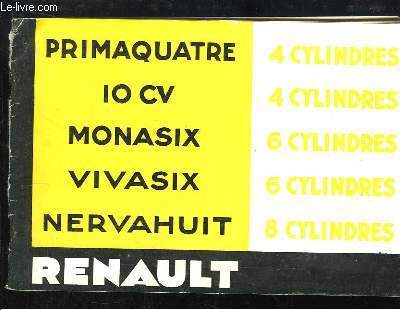 Le-livre.com
PRIMAQUATRE 4 CYLINDRES
10 CV 4 CYLINDRES
MONASIX 6 CYLINDRES
VIVASIX 6 CYLINDRES
NERVAHUIT 8 CYLINDRES
RENAULT